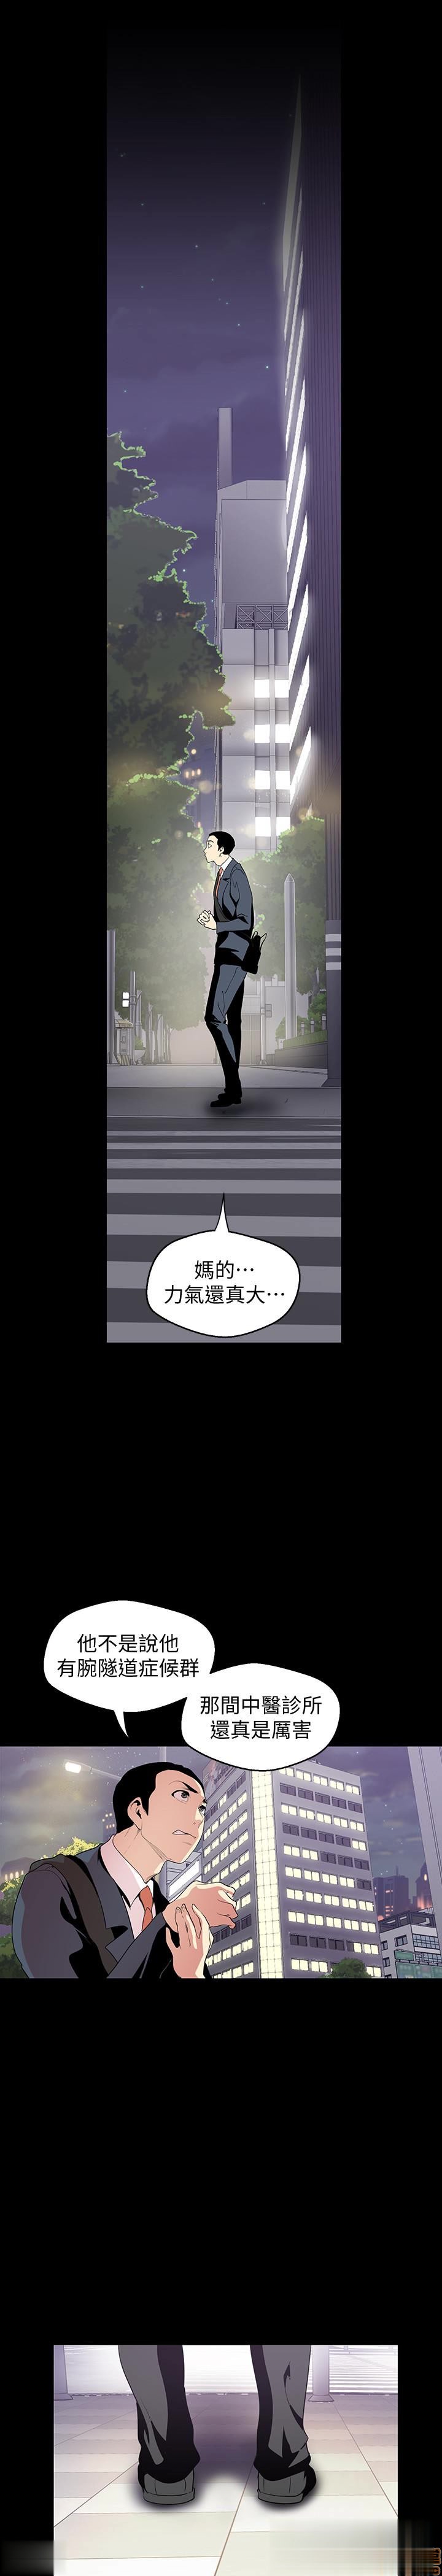 媽的⋯
力氣還真大⋯
他不是說他
有腕隧道症候群
那間中醫診所
還真是厲害